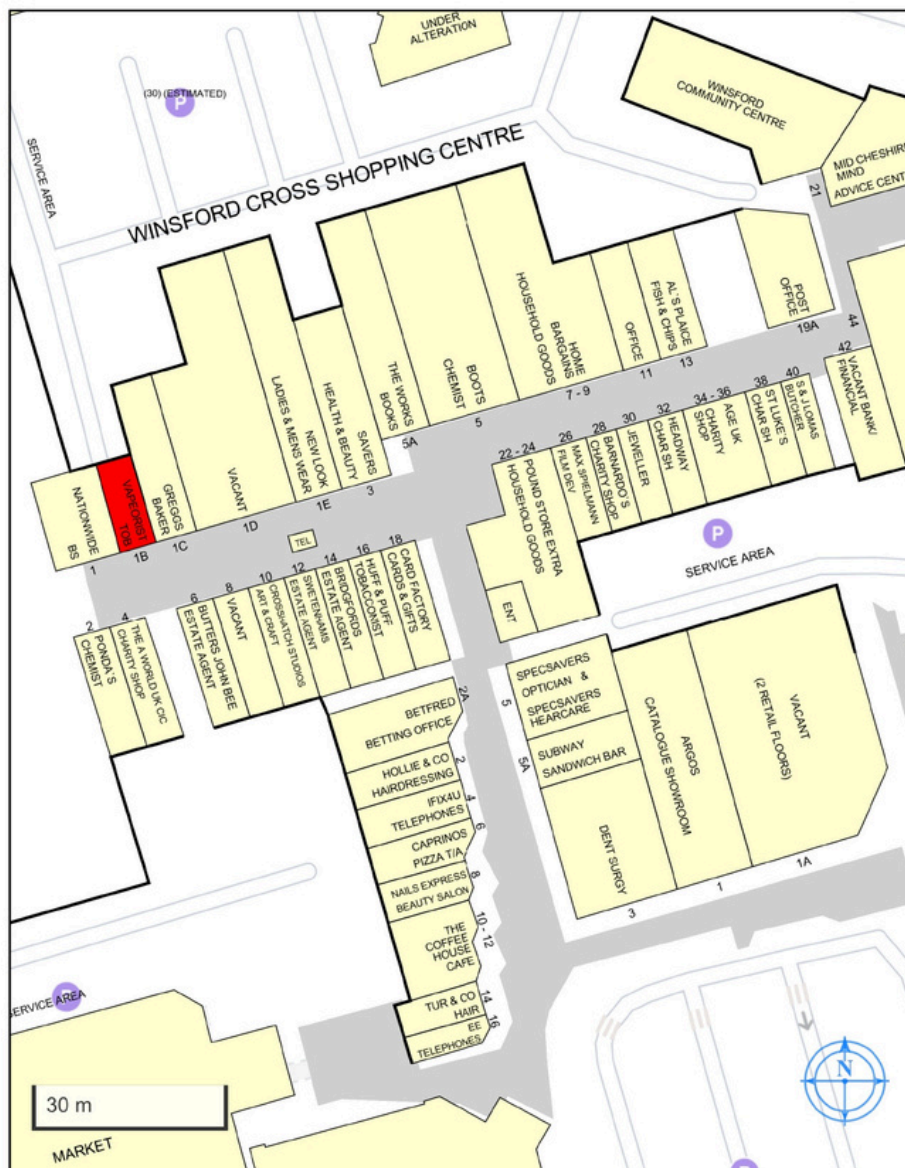 UNDER
ALTERATION
(30) (ESTIMATED)
P
WINSFORD
COMMUNITY CENTRE
MID CHESHIRE
MIND
ADVICE CENT
SERVICE AREA
WINSFORD CROSS SHOPPING CENTRE
21
POST
OFFICE
19A
44
AL'S PLAICE
FISH & CHIPS
13
OFFICE
11
HOME
BARGAINS
HOUSEHOLD GOODS
7 - 9
BOOTS
CHEMIST
5
THE WORKS
BOOKS
5A
SAVERS
HEALTH & BEAUTY
3
NEW LOOK
LADIES & MENS WEAR
1E
VACANT
1D
GREGGS
BAKER
1C
VAPEORIST
TOB
1B
NATIONWIDE
BS
1
TEL
42
VACANT BANK/
FINANCIAL
40
S & J LOMAS
BUTCHER
38
ST LUKE'S
CHAR SH
34 - 36
AGE UK
CHARITY
SHOP
32
HEADWAY
CHAR SH
30
JEWELLER
28
BARNARDO'S
CHARITY SHOP
26
MAX SPIELMANN
FILM DEV
22 - 24
POUND STORE EXTRA
HOUSEHOLD GOODS
ENT
P
SERVICE AREA
18
CARD FACTORY
CARDS & GIFTS
16
HUFF & PUFF
TOBACCONIST
14
BRIDGFORDS
ESTATE AGENT
12
SWETENHAMS
ESTATE AGENT
10
CROSSHATCH STUDIOS
ART & CRAFT
8
VACANT
6
BUTTERS JOHN BEE
ESTATE AGENT
4
THE A WORLD UK CIC
CHARITY SHOP
2
PONDA'S
CHEMIST
2A
BETFRED
BETTING OFFICE
2
HOLLIE & CO
HAIRDRESSING
4
IFIX4U
TELEPHONES
6
CAPRINOS
PIZZA T/A
8
NAILS EXPRESS
BEAUTY SALON
10 - 12
THE
COFFEE
HOUSE
CAFE
14
TUR & CO
HAIR
16
EE
TELEPHONES
5
SPECSAVERS
OPTICIAN &
SPECSAVERS
HEARCARE
5A
SUBWAY
SANDWICH BAR
DENT SURGY
3
ARGOS
CATALOGUE SHOWROOM
1
VACANT
(2 RETAIL FLOORS)
1A
SERVICE AREA
P
30 m
MARKET
N